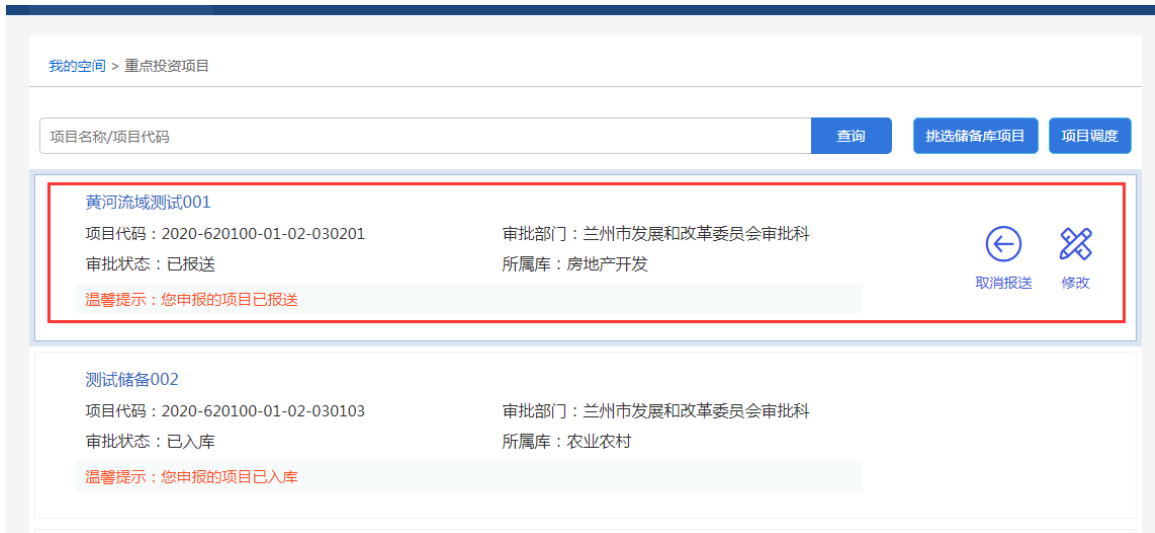 我的空间 > 重点投资项目
项目名称/项目代码 查询 挑选储备库项目 项目调度
黄河流域测试001
项目代码：2020-620100-01-02-030201 审批部门：兰州市发展和改革委员会审批科
审批状态：已报送 所属库：房地产开发
取消报送 修改
温馨提示：您申报的项目已报送
测试储备002
项目代码：2020-620100-01-02-030103 审批部门：兰州市发展和改革委员会审批科
审批状态：已入库 所属库：农业农村
温馨提示：您申报的项目已入库